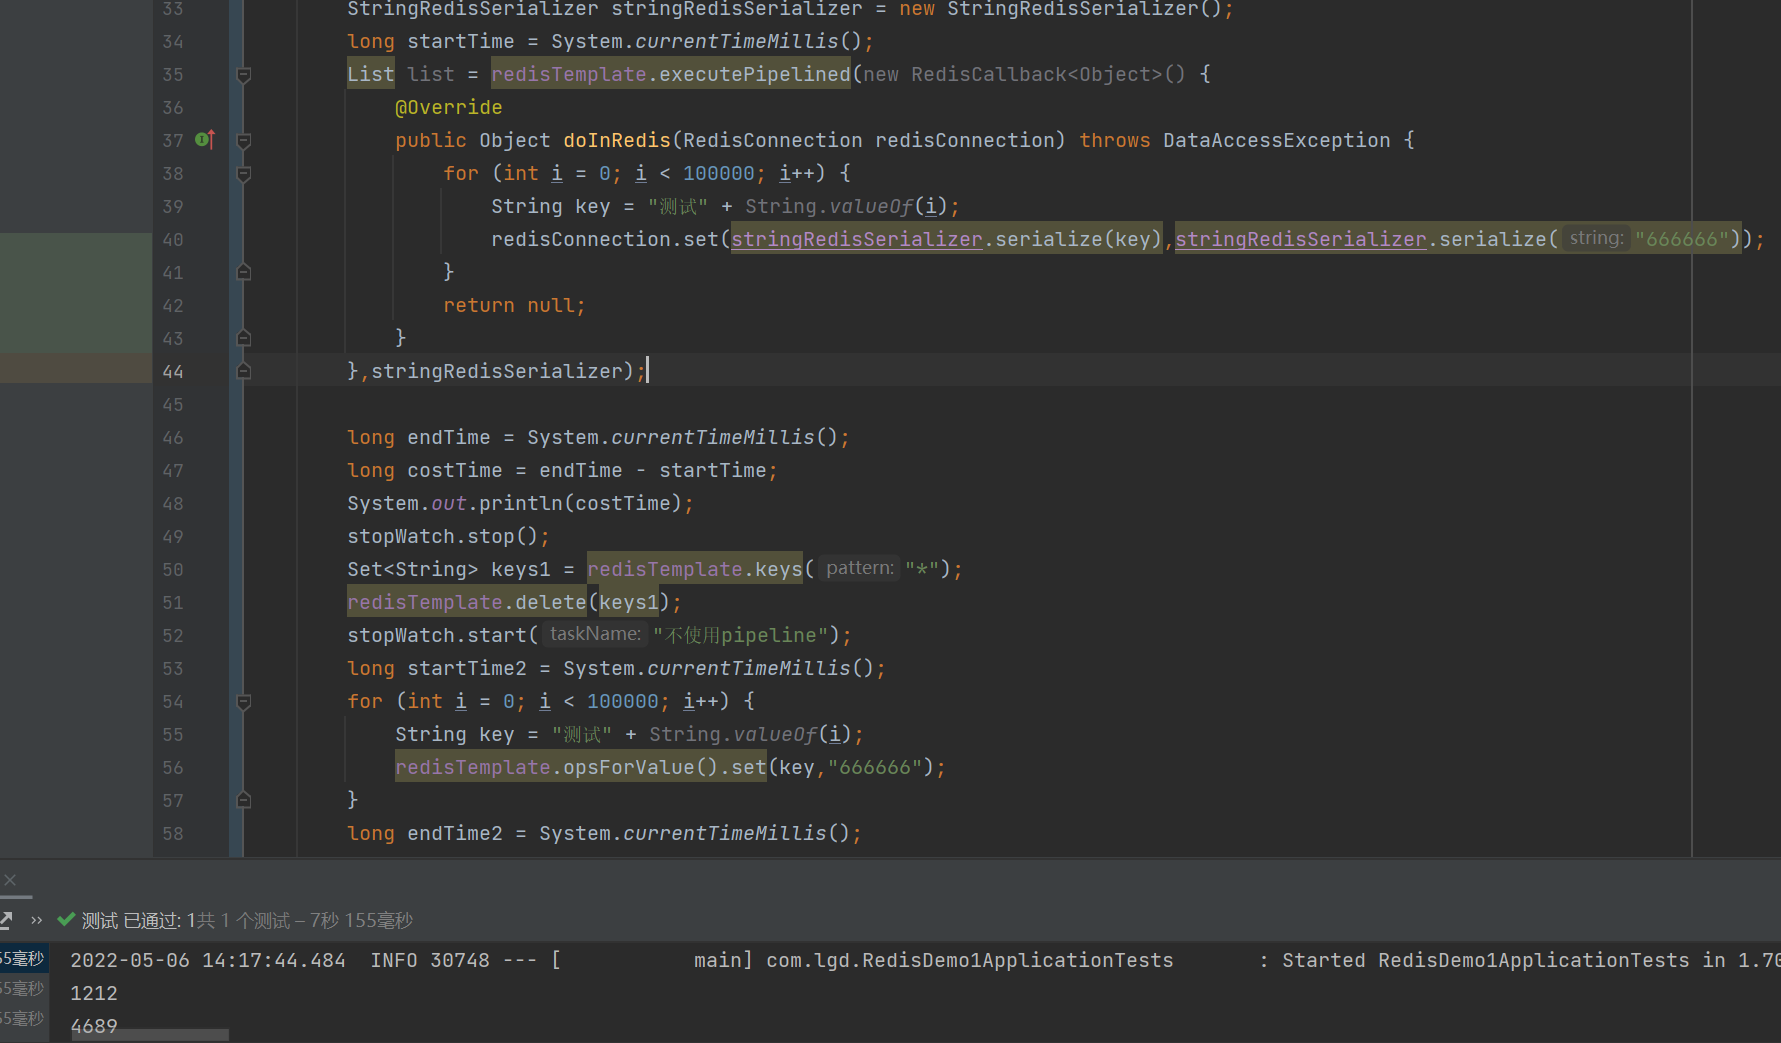 33 StringRedisSerializer stringRedisSerializer = new StringRedisSerializer();
34 long startTime = System.currentTimeMillis();
35 List list = redisTemplate.executePipelined(new RedisCallback<Object>() {
36 @Override
37 public Object doInRedis(RedisConnection redisConnection) throws DataAccessException {
38 for (int i = 0; i < 100000; i++) {
39 String key = "测试" + String.valueOf(i);
40 redisConnection.set(stringRedisSerializer.serialize(key),stringRedisSerializer.serialize( string: "666666"));
41 }
42 return null;
43 }
44 },stringRedisSerializer);
45
46 long endTime = System.currentTimeMillis();
47 long costTime = endTime - startTime;
48 System.out.println(costTime);
49 stopWatch.stop();
50 Set<String> keys1 = redisTemplate.keys( pattern: "*");
51 redisTemplate.delete(keys1);
52 stopWatch.start( taskName: "不使用pipeline");
53 long startTime2 = System.currentTimeMillis();
54 for (int i = 0; i < 100000; i++) {
55 String key = "测试" + String.valueOf(i);
56 redisTemplate.opsForValue().set(key,"666666");
57 }
58 long endTime2 = System.currentTimeMillis();
» 测试 已通过: 1共 1 个测试 – 7秒 155毫秒
55毫秒 2022-05-06 14:17:44.484 INFO 30748 --- [ main] com.lgd.RedisDemo1ApplicationTests : Started RedisDemo1ApplicationTests in 1.70
55毫秒 1212
55毫秒 4689